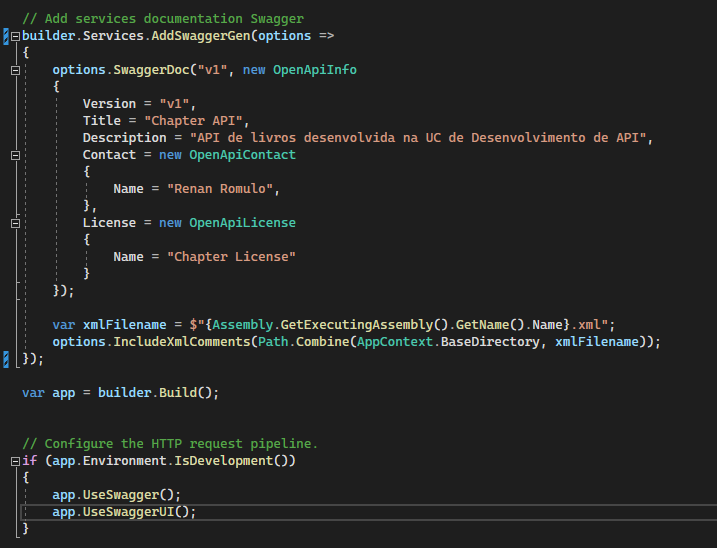 // Add services documentation Swagger
builder.Services.AddSwaggerGen(options =>
{
    options.SwaggerDoc("v1", new OpenApiInfo
    {
        Version = "v1",
        Title = "Chapter API",
        Description = "API de livros desenvolvida na UC de Desenvolvimento de API",
        Contact = new OpenApiContact
        {
            Name = "Renan Romulo",
        },
        License = new OpenApiLicense
        {
            Name = "Chapter License"
        }
    });

    var xmlFilename = $"{Assembly.GetExecutingAssembly().GetName().Name}.xml";
    options.IncludeXmlComments(Path.Combine(AppContext.BaseDirectory, xmlFilename));
});

var app = builder.Build();


// Configure the HTTP request pipeline.
if (app.Environment.IsDevelopment())
{
    app.UseSwagger();
    app.UseSwaggerUI();
}